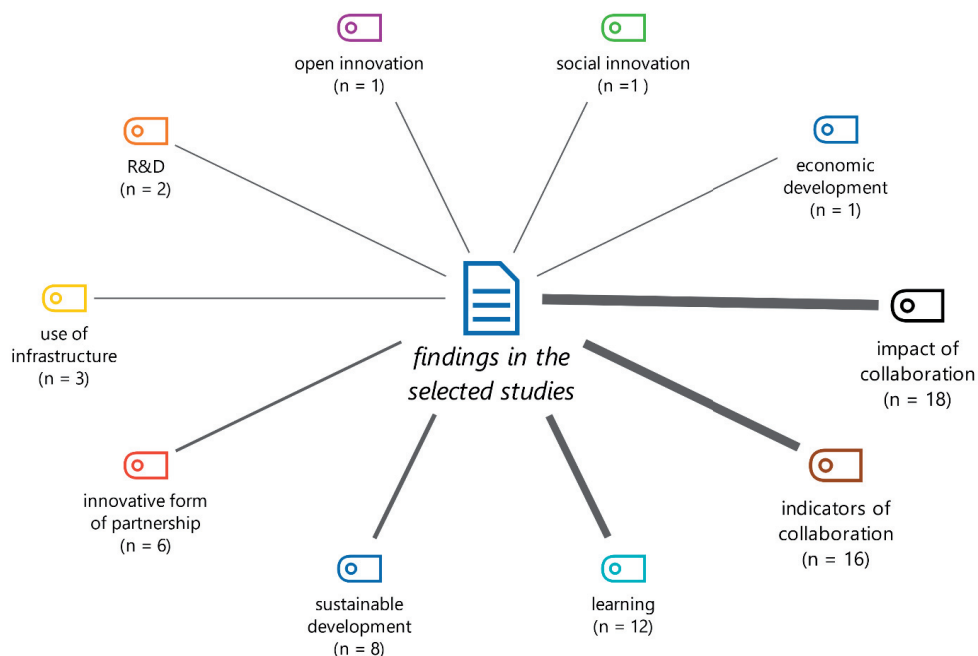 open innovation
(n = 1)
social innovation
(n =1 )
R&D
(n = 2)
economic
development
(n = 1)
use of
infrastructure
(n = 3)
findings in the
selected studies
impact of
collaboration
(n = 18)
innovative form
of partnership
(n = 6)
indicators of
collaboration
(n = 16)
sustainable
development
(n = 8)
learning
(n = 12)